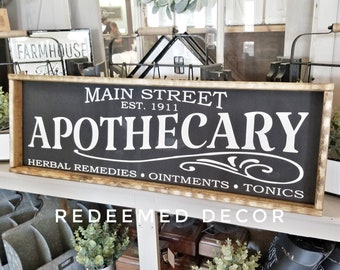 FARMHOUSE
MAIN STREET
EST. 1911
APOTHECARY
HERBAL REMEDIES • OINTMENTS • TONICS
REDEEMED DECOR